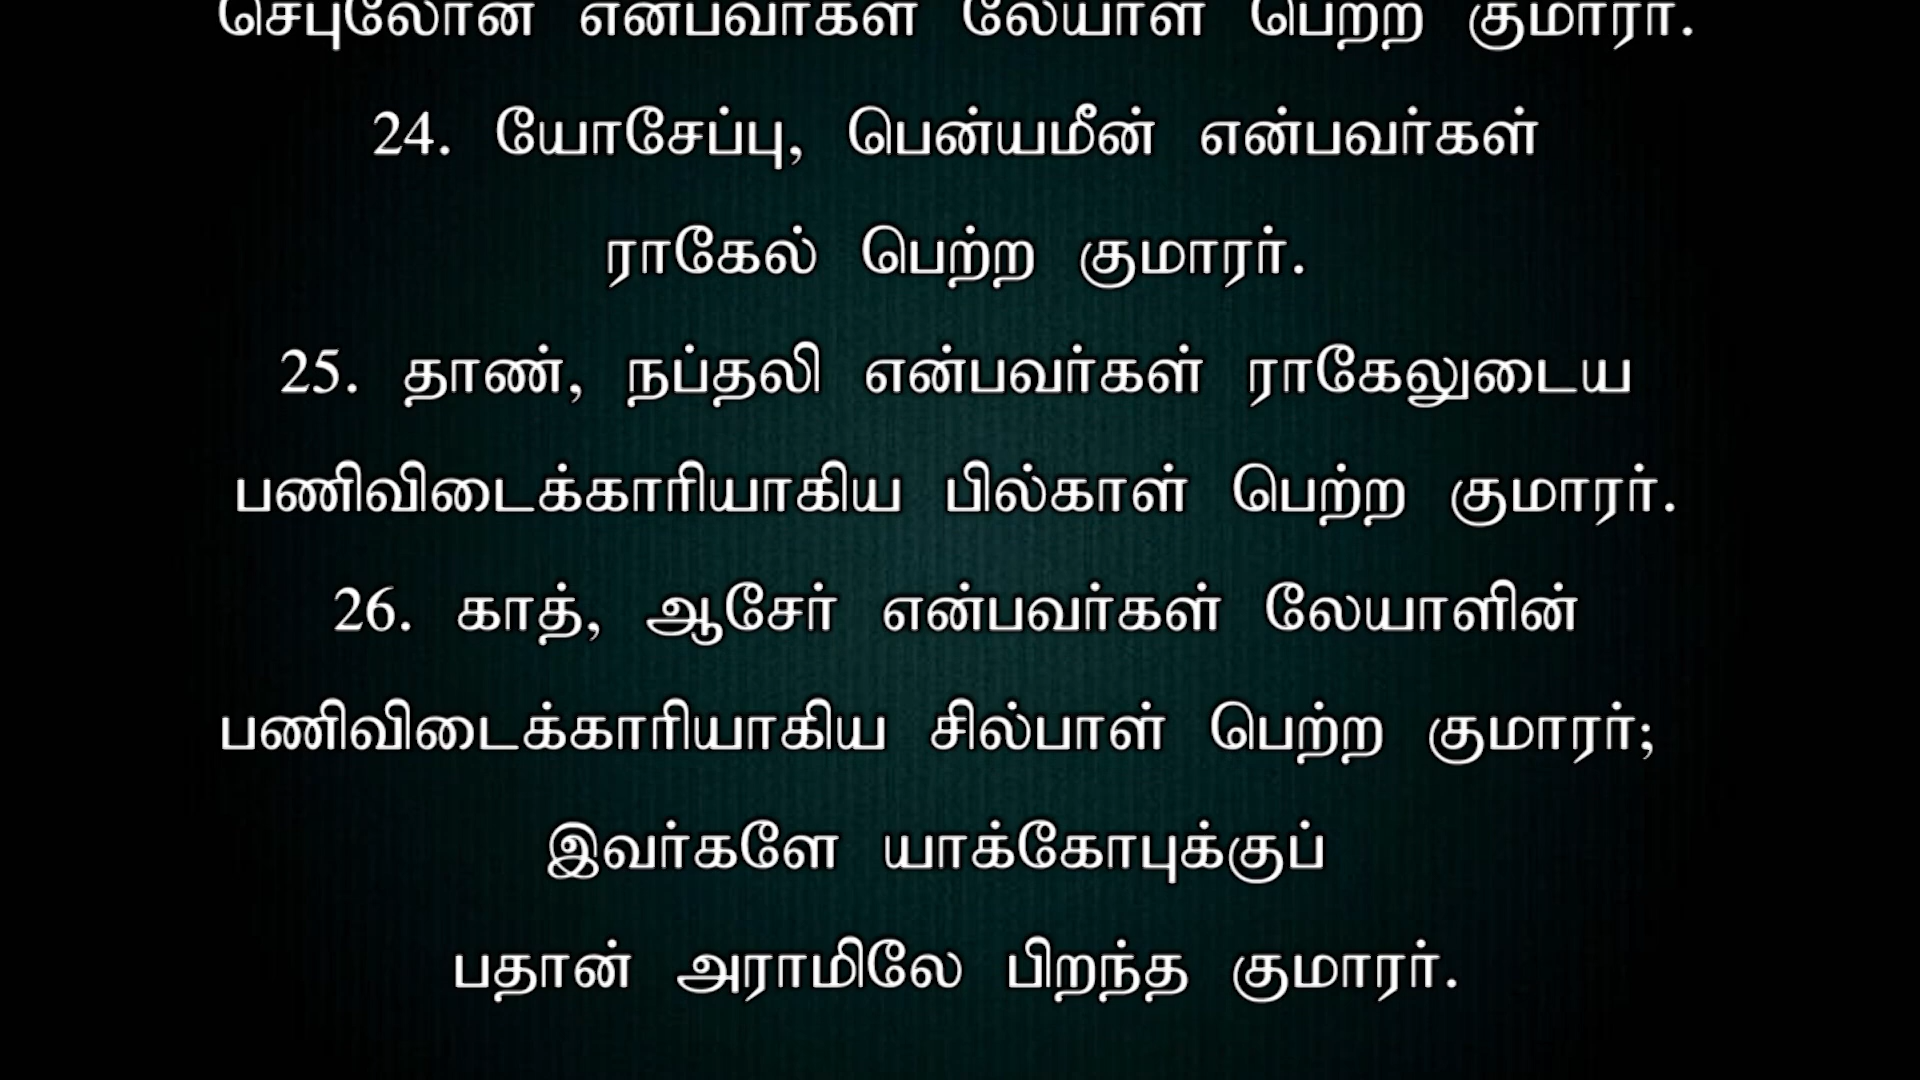 செபுலோன் என்பவர்கள் லேயாள் பெற்ற குமாரர்.
24. யோசேப்பு, பென்யமீன் என்பவர்கள்
ராகேல் பெற்ற குமாரர்.
25. தாண், நப்தலி என்பவர்கள் ராகேலுடைய
பணிவிடைக்காரியாகிய பில்காள் பெற்ற குமாரர்.
26. காத், ஆசேர் என்பவர்கள் லேயாளின்
பணிவிடைக்காரியாகிய சில்பாள் பெற்ற குமாரர்;
இவர்களே யாக்கோபுக்குப்
பதான் அராமிலே பிறந்த குமாரர்.